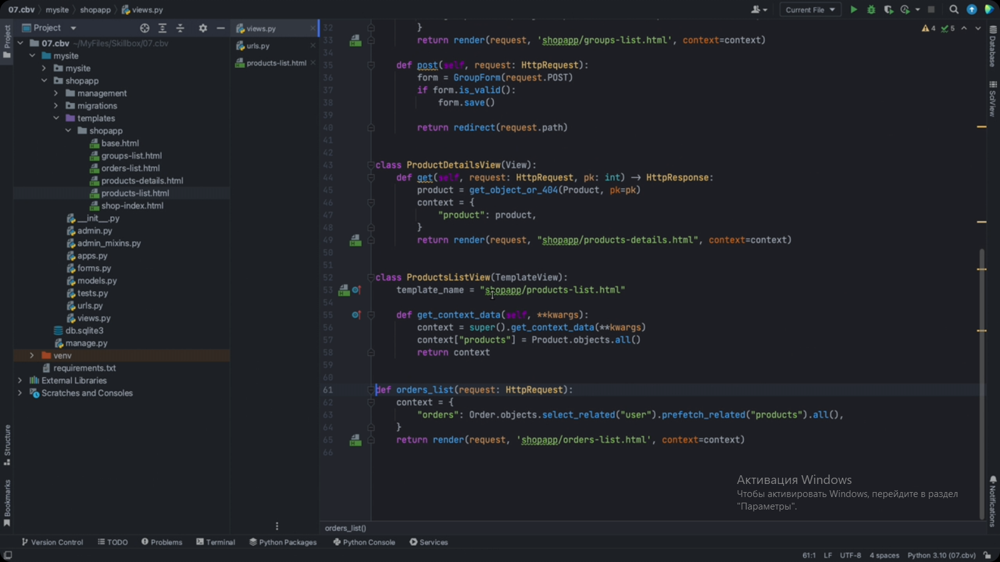 07.cbv mysite shopapp views.py
Current File
Project
Project
views.py
urls.py
products-list.html
07.cbv ~/MyFiles/Skillbox/07.cbv
mysite
mysite
shopapp
management
migrations
templates
shopapp
base.html
groups-list.html
orders-list.html
products-details.html
products-list.html
shop-index.html
__init__.py
admin.py
admin_mixins.py
apps.py
forms.py
models.py
tests.py
urls.py
views.py
db.sqlite3
manage.py
venv
requirements.txt
External Libraries
Scratches and Consoles
Structure
Bookmarks
4 5
32 }
33 return render(request, 'shopapp/groups-list.html', context=context)
34
35 def post(self, request: HttpRequest):
36 form = GroupForm(request.POST)
37 if form.is_valid():
38 form.save()
39
40 return redirect(request.path)
41
42
43 class ProductDetailsView(View):
44 def get(self, request: HttpRequest, pk: int) -> HttpResponse:
45 product = get_object_or_404(Product, pk=pk)
46 context = {
47 "product": product,
48 }
49 return render(request, "shopapp/products-details.html", context=context)
50
51
52 class ProductsListView(TemplateView):
53 template_name = "shopapp/products-list.html"
54
55 def get_context_data(self, **kwargs):
56 context = super().get_context_data(**kwargs)
57 context["products"] = Product.objects.all()
58 return context
59
60
61 def orders_list(request: HttpRequest):
62 context = {
63 "orders": Order.objects.select_related("user").prefetch_related("products").all(),
64 }
65 return render(request, 'shopapp/orders-list.html', context=context)
66
Database
SciView
Notifications
Активация Windows
Чтобы активировать Windows, перейдите в раздел
"Параметры".
orders_list()
Version Control TODO Problems Terminal Python Packages Python Console Services
61:1 LF UTF-8 4 spaces Python 3.10 (07.cbv)